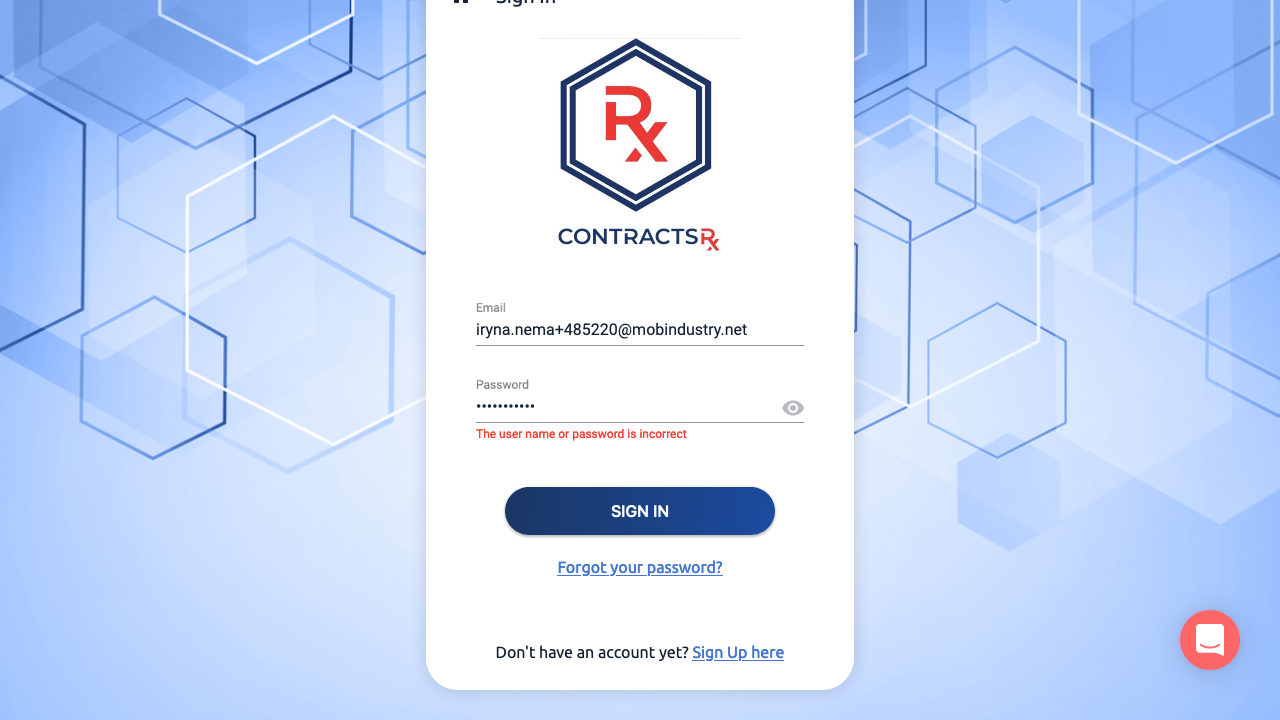 Sign In
Rx
CONTRACTSRx
Email
iryna.nema+485220@mobindustry.net
Password
•••••••••••
The user name or password is incorrect
SIGN IN
Forgot your password?
Don't have an account yet? Sign Up here